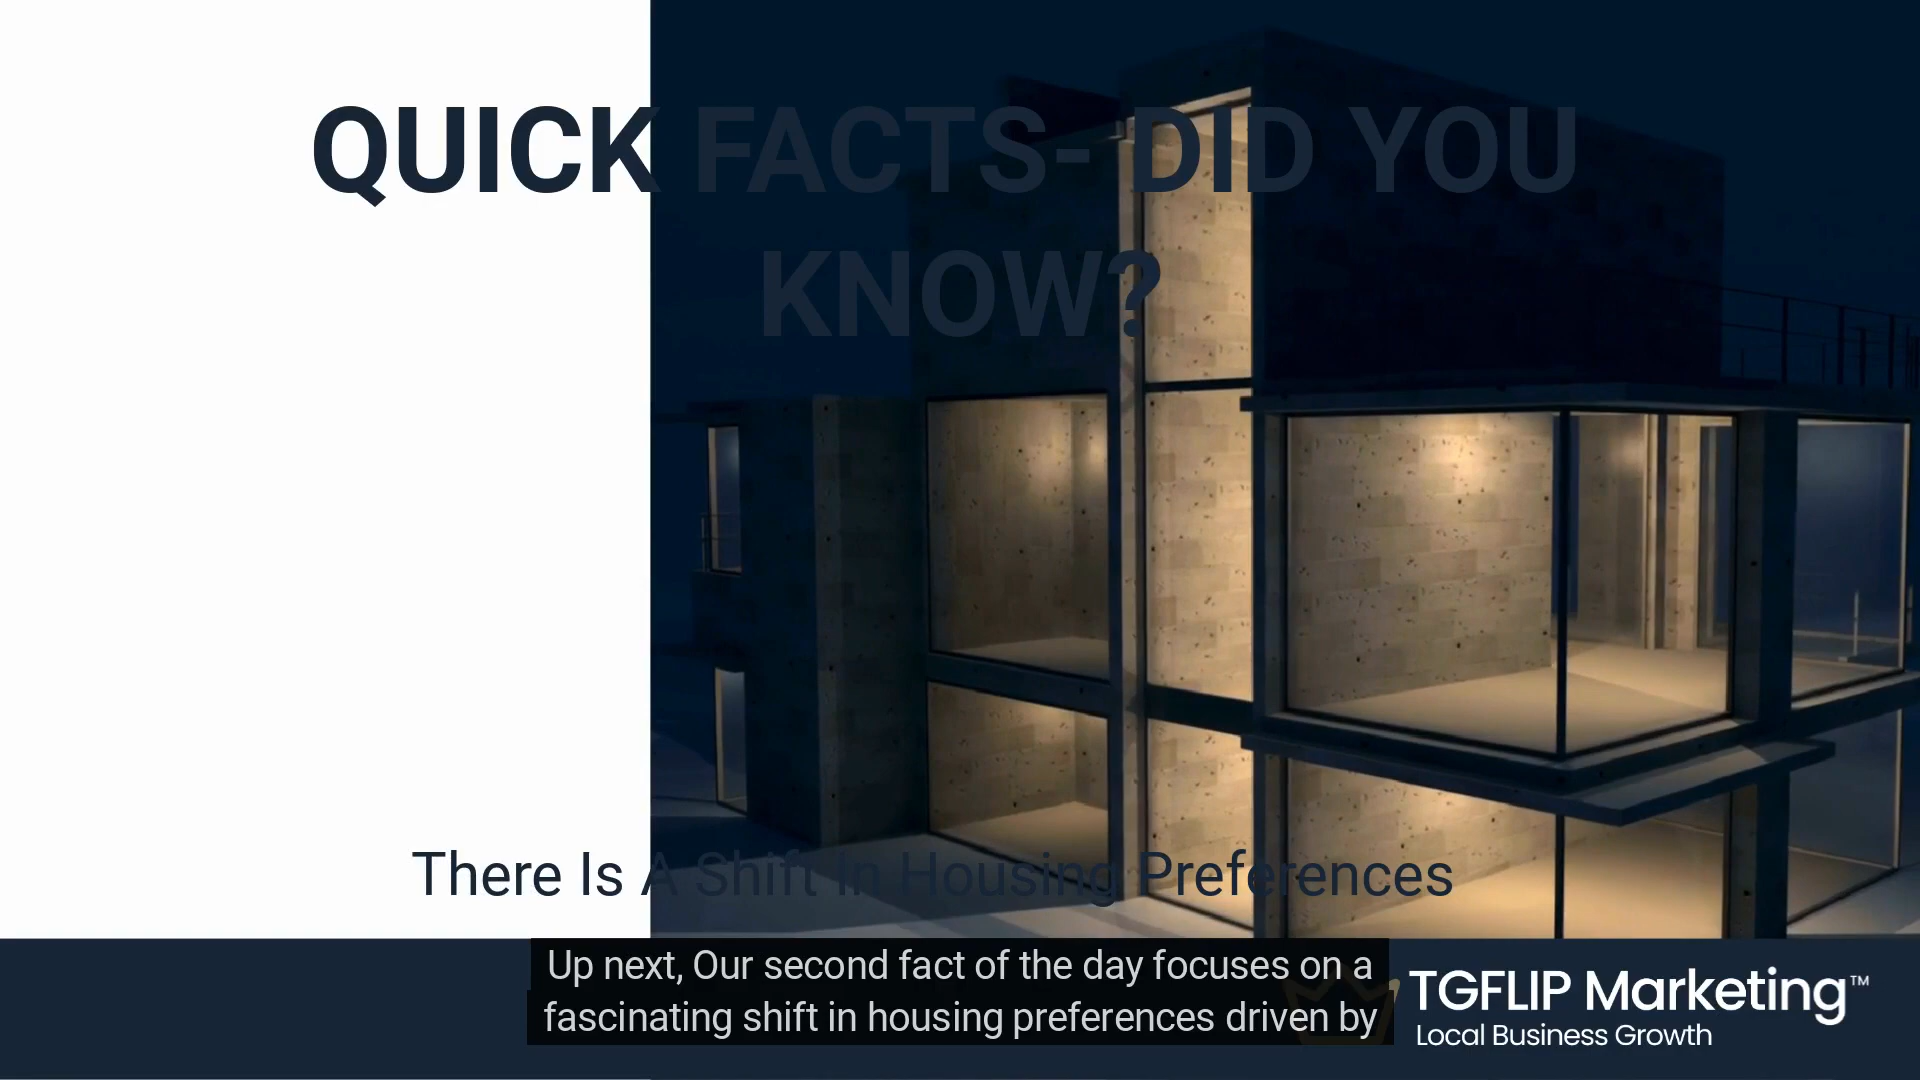 QUICK FACTS- DID YOU
KNOW?
There Is A Shift In Housing Preferences
Up next, Our second fact of the day focuses on a
fascinating shift in housing preferences driven by
TGFLIP Marketing™
Local Business Growth